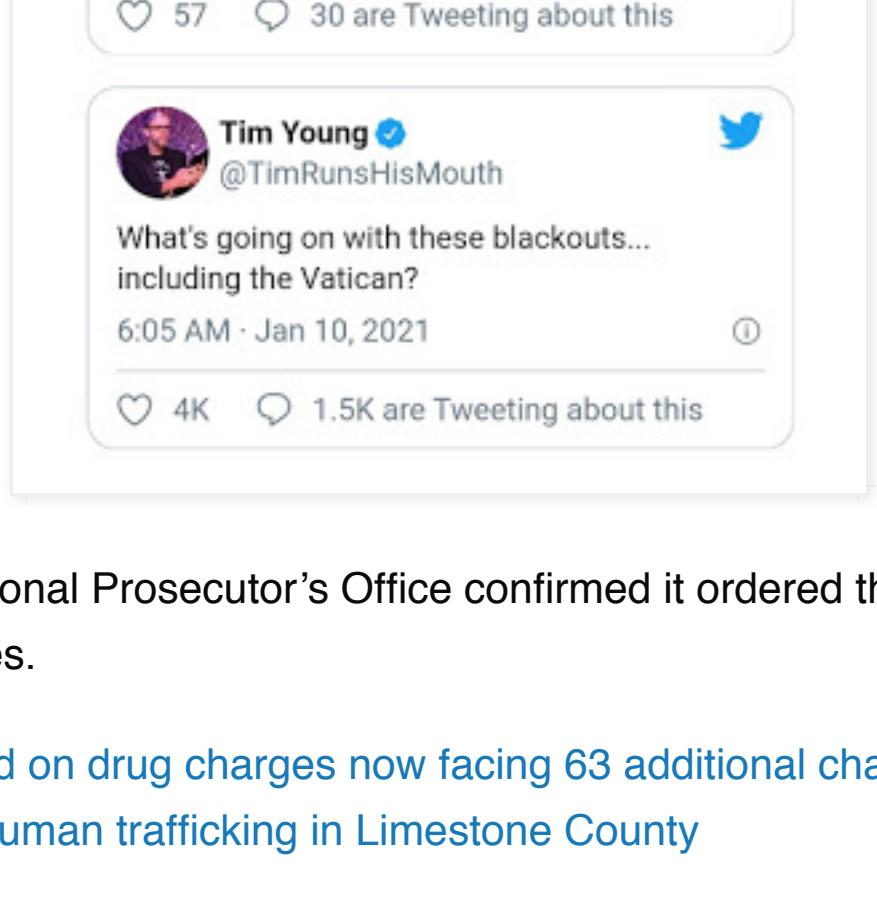 57 30 are Tweeting about this
Tim Young
@TimRunsHisMouth
What's going on with these blackouts...
including the Vatican?
6:05 AM · Jan 10, 2021
4K 1.5K are Tweeting about this
onal Prosecutor’s Office confirmed it ordered th
es.
d on drug charges now facing 63 additional cha
uman trafficking in Limestone County